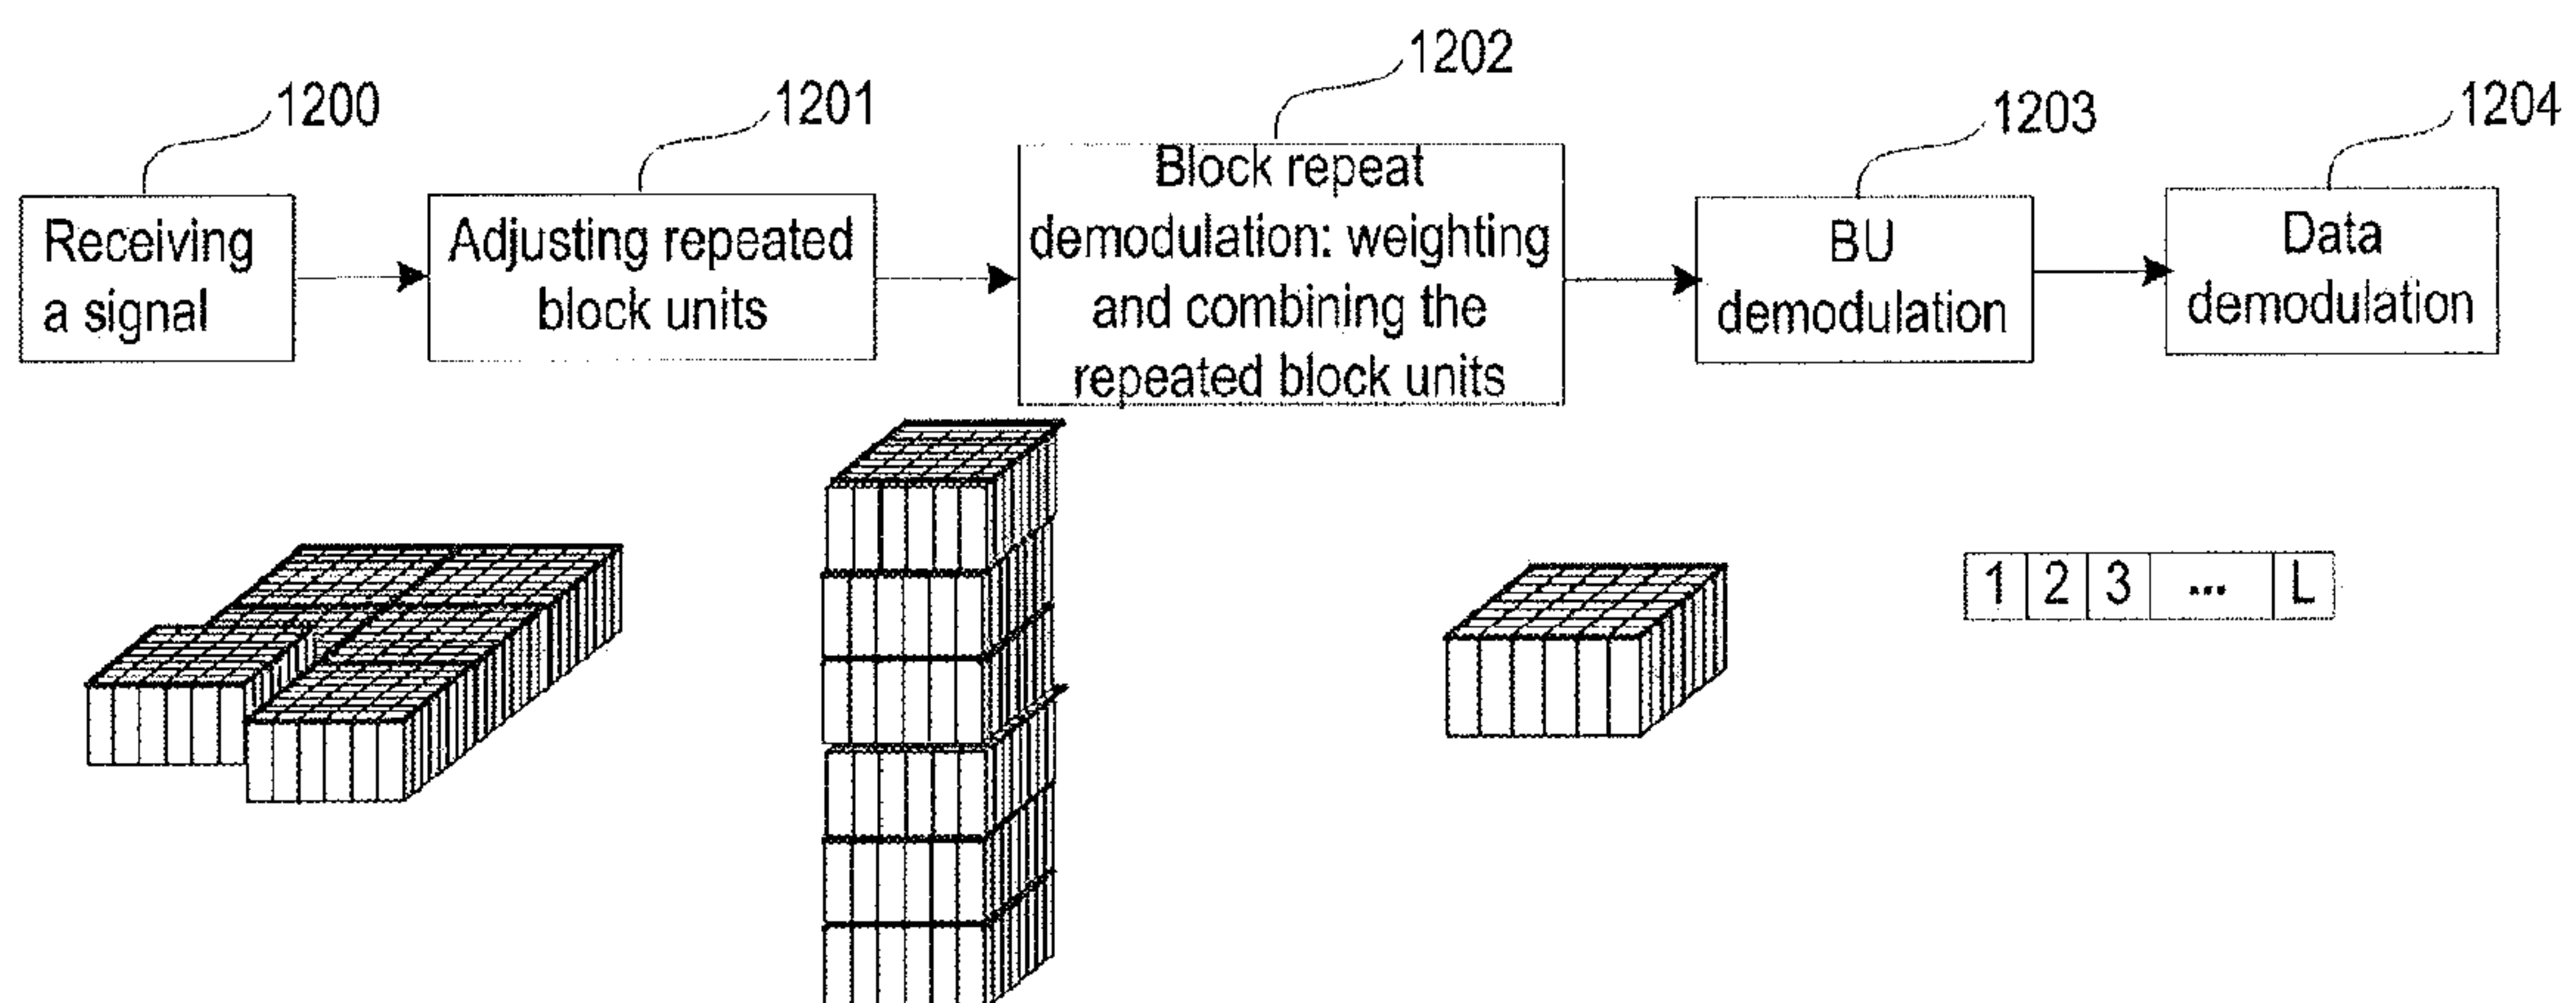 1200
1201
1202
1203
1204
Receiving
a signal
Adjusting repeated
block units
Block repeat
demodulation: weighting
and combining the
repeated block units
BU
demodulation
Data
demodulation
1 2 3 ... L